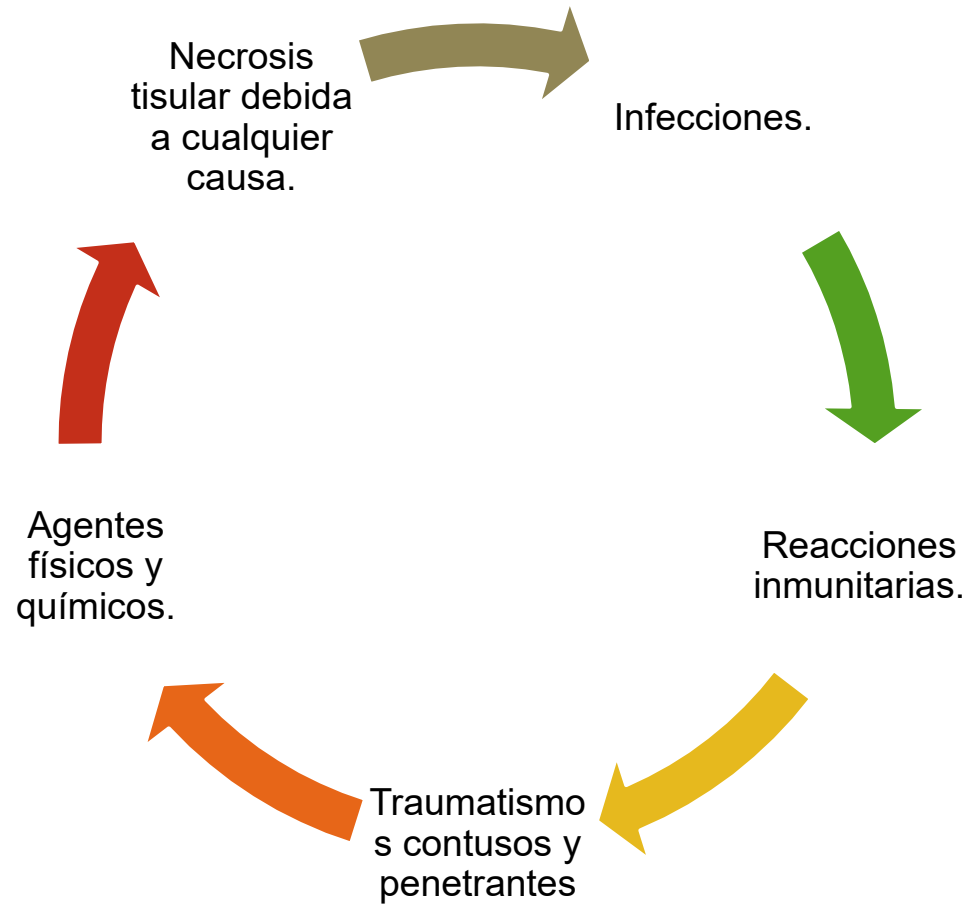 Necrosis
tisular debida
a cualquier
causa.
Infecciones.
Reacciones
inmunitarias.
Traumatismo
s contusos y
penetrantes
Agentes
físicos y
químicos.